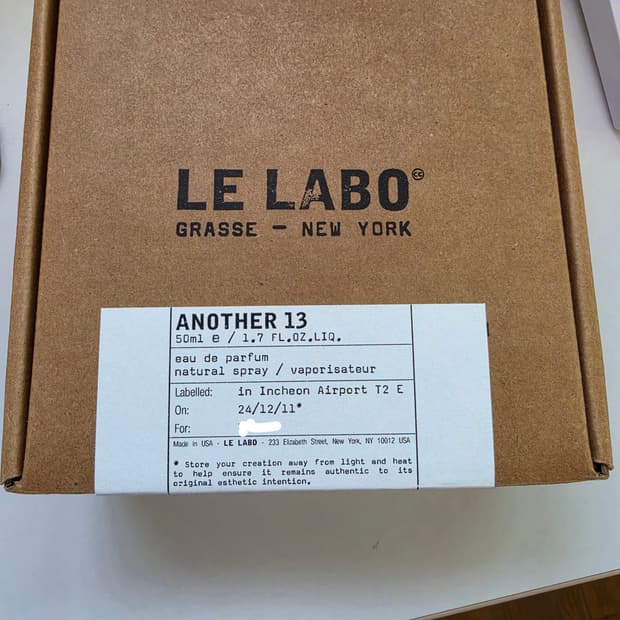 LE LABO
GRASSE — NEW YORK
ANOTHER 13
50ml e / 1.7 FL.OZ.LIQ.
eau de parfum
natural spray / vaporisateur
Labelled: in Incheon Airport T2 E
On: 24/12/11*
For:
Made in USA - LE LABO - 233 Elizabeth Street, New York, NY 10012 USA
* Store your creation away from light and heat
to help ensure it remains authentic to its
original esthetic intention.